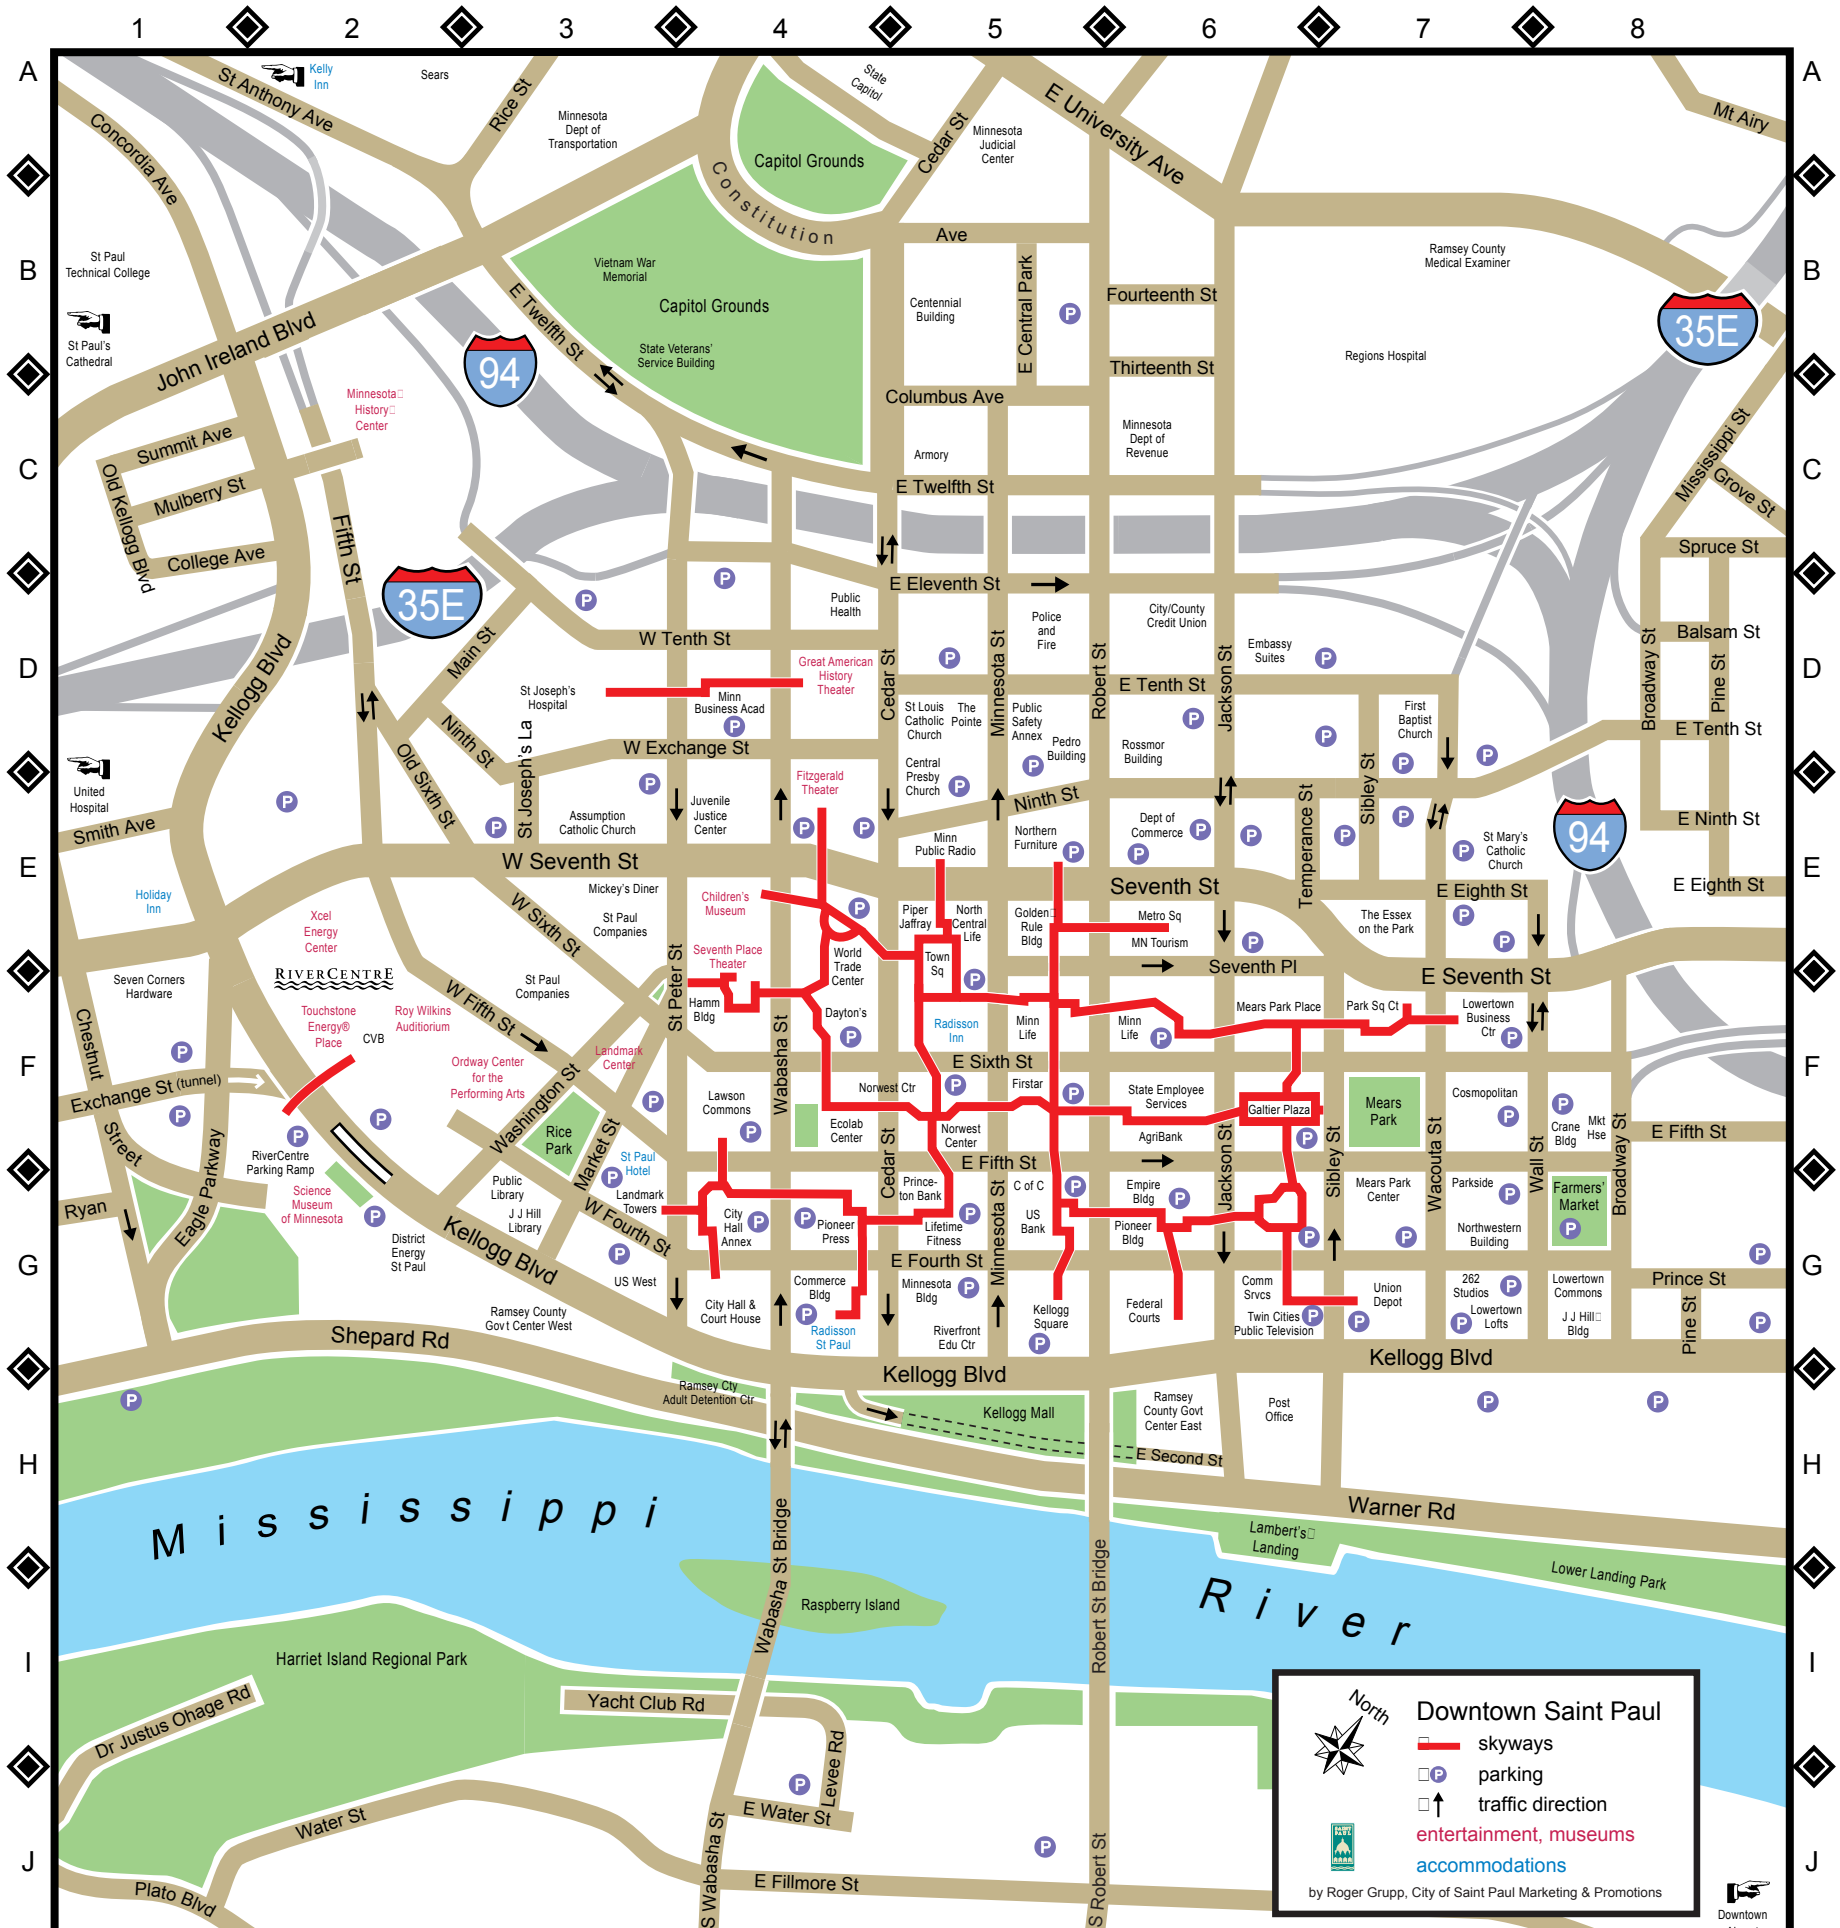 1 2 3 4 5 6 7 8
A A
B B
C C
D D
E E
F F
G G
H H
I I
J J
Kelly
Inn
Sears
St Anthony Ave
Rice St
Concordia Ave
Minnesota
Dept of
Transportation
State
Capitol
Capitol Grounds
Cedar St
Minnesota
Judicial
Center
E University Ave
Mt Airy
Constitution
Ave
St Paul
Technical College
St Paul's
Cathedral
John Ireland Blvd
E Twelfth St
Vietnam War
Memorial
Capitol Grounds
State Veterans'
Service Building
Centennial
Building
E Central Park
P
Fourteenth St
Thirteenth St
Ramsey County
Medical Examiner
Regions Hospital
35E
94
Minnesota
History
Center
Columbus Ave
Minnesota
Dept of
Revenue
Armory
E Twelfth St
Summit Ave
Mulberry St
College Ave
Old Kellogg Blvd
Fifth St
35E
Mississippi St
Grove St
Spruce St
Balsam St
Broadway St
Pine St
E Tenth St
E Ninth St
E Eighth St
E Eleventh St
Public
Health
Police
and
Fire
City/County
Credit Union
Embassy
Suites
W Tenth St
Main St
Kellogg Blvd
Great American
History
Theater
St Joseph's
Hospital
Minn
Business Acad
Cedar St
Minnesota St
Robert St
Jackson St
E Tenth St
St Louis
Catholic
Church
The
Pointe
Public
Safety
Annex
Pedro
Building
Rossmor
Building
First
Baptist
Church
Ninth St
W Exchange St
Old Sixth St
St Joseph's La
United
Hospital
Smith Ave
Fitzgerald
Theater
Central
Presby
Church
Ninth St
Temperance St
Sibley St
Assumption
Catholic Church
Juvenile
Justice
Center
Minn
Public Radio
Northern
Furniture
Dept of
Commerce
St Mary's
Catholic
Church
94
W Seventh St
Seventh St
E Eighth St
Holiday
Inn
Mickey's Diner
Children's
Museum
Xcel
Energy
Center
W Sixth St
St Paul
Companies
Piper
Jaffray
North
Central
Life
Golden
Rule
Bldg
Metro Sq
MN Tourism
The Essex
on the Park
Seven Corners
Hardware
RIVERCENTRE
St Paul
Companies
Seventh Place
Theater
World
Trade
Center
Town
Sq
Seventh Pl
E Seventh St
Chestnut
Street
Touchstone
Energy®
Place
CVB
Roy Wilkins
Auditiorium
W Fifth St
St Peter St
Hamm
Bldg
Wabasha St
Dayton's
Radisson
Inn
Minn
Life
Minn
Life
Mears Park Place
Park Sq Ct
Lowertown
Business
Ctr
Ordway Center
for the
Performing Arts
Landmark
Center
E Sixth St
Exchange St (tunnel)
Washington St
Lawson
Commons
Norwest Ctr
Firstar
State Employee
Services
Galtier Plaza
Mears
Park
Cosmopolitan
Crane
Bldg
Mkt
Hse
Rice
Park
Market St
Ecolab
Center
Norwest
Center
AgriBank
Wacouta St
Wall St
Broadway St
E Fifth St
RiverCentre
Parking Ramp
Eagle Parkway
St Paul
Hotel
E Fifth St
Science
Museum
of Minnesota
Public
Library
J J Hill
Library
Landmark
Towers
W Fourth St
City
Hall
Annex
Pioneer
Press
Prince-
ton Bank
Cedar St
Lifetime
Fitness
Minnesota St
C of C
US
Bank
Empire
Bldg
Pioneer
Bldg
Jackson St
Sibley St
Mears Park
Center
Parkside
Northwestern
Building
Farmers'
Market
Ryan
District
Energy
St Paul
Kellogg Blvd
US West
E Fourth St
Ramsey County
Govt Center West
City Hall &
Court House
Commerce
Bldg
Radisson
St Paul
Minnesota
Bldg
Riverfront
Edu Ctr
Kellogg
Square
Federal
Courts
Comm
Srvcs
Twin Cities
Public Television
Union
Depot
262
Studios
Lowertown
Lofts
Lowertown
Commons
J J Hill
Bldg
Prince St
Pine St
Shepard Rd
Kellogg Blvd
Kellogg Blvd
Ramsey Cty
Adult Detention Ctr
Kellogg Mall
Ramsey
County Govt
Center East
Post
Office
E Second St
Warner Rd
Mississippi
River
Lambert's
Landing
Lower Landing Park
Wabasha St Bridge
Robert St Bridge
Raspberry Island
Harriet Island Regional Park
Dr Justus Ohage Rd
Yacht Club Rd
Levee Rd
E Water St
Water St
Plato Blvd
S Wabasha St
E Fillmore St
S Robert St
North
Downtown Saint Paul
skyways
P parking
traffic direction
entertainment, museums
SAINT
PAUL
accommodations
by Roger Grupp, City of Saint Paul Marketing & Promotions
Downtown